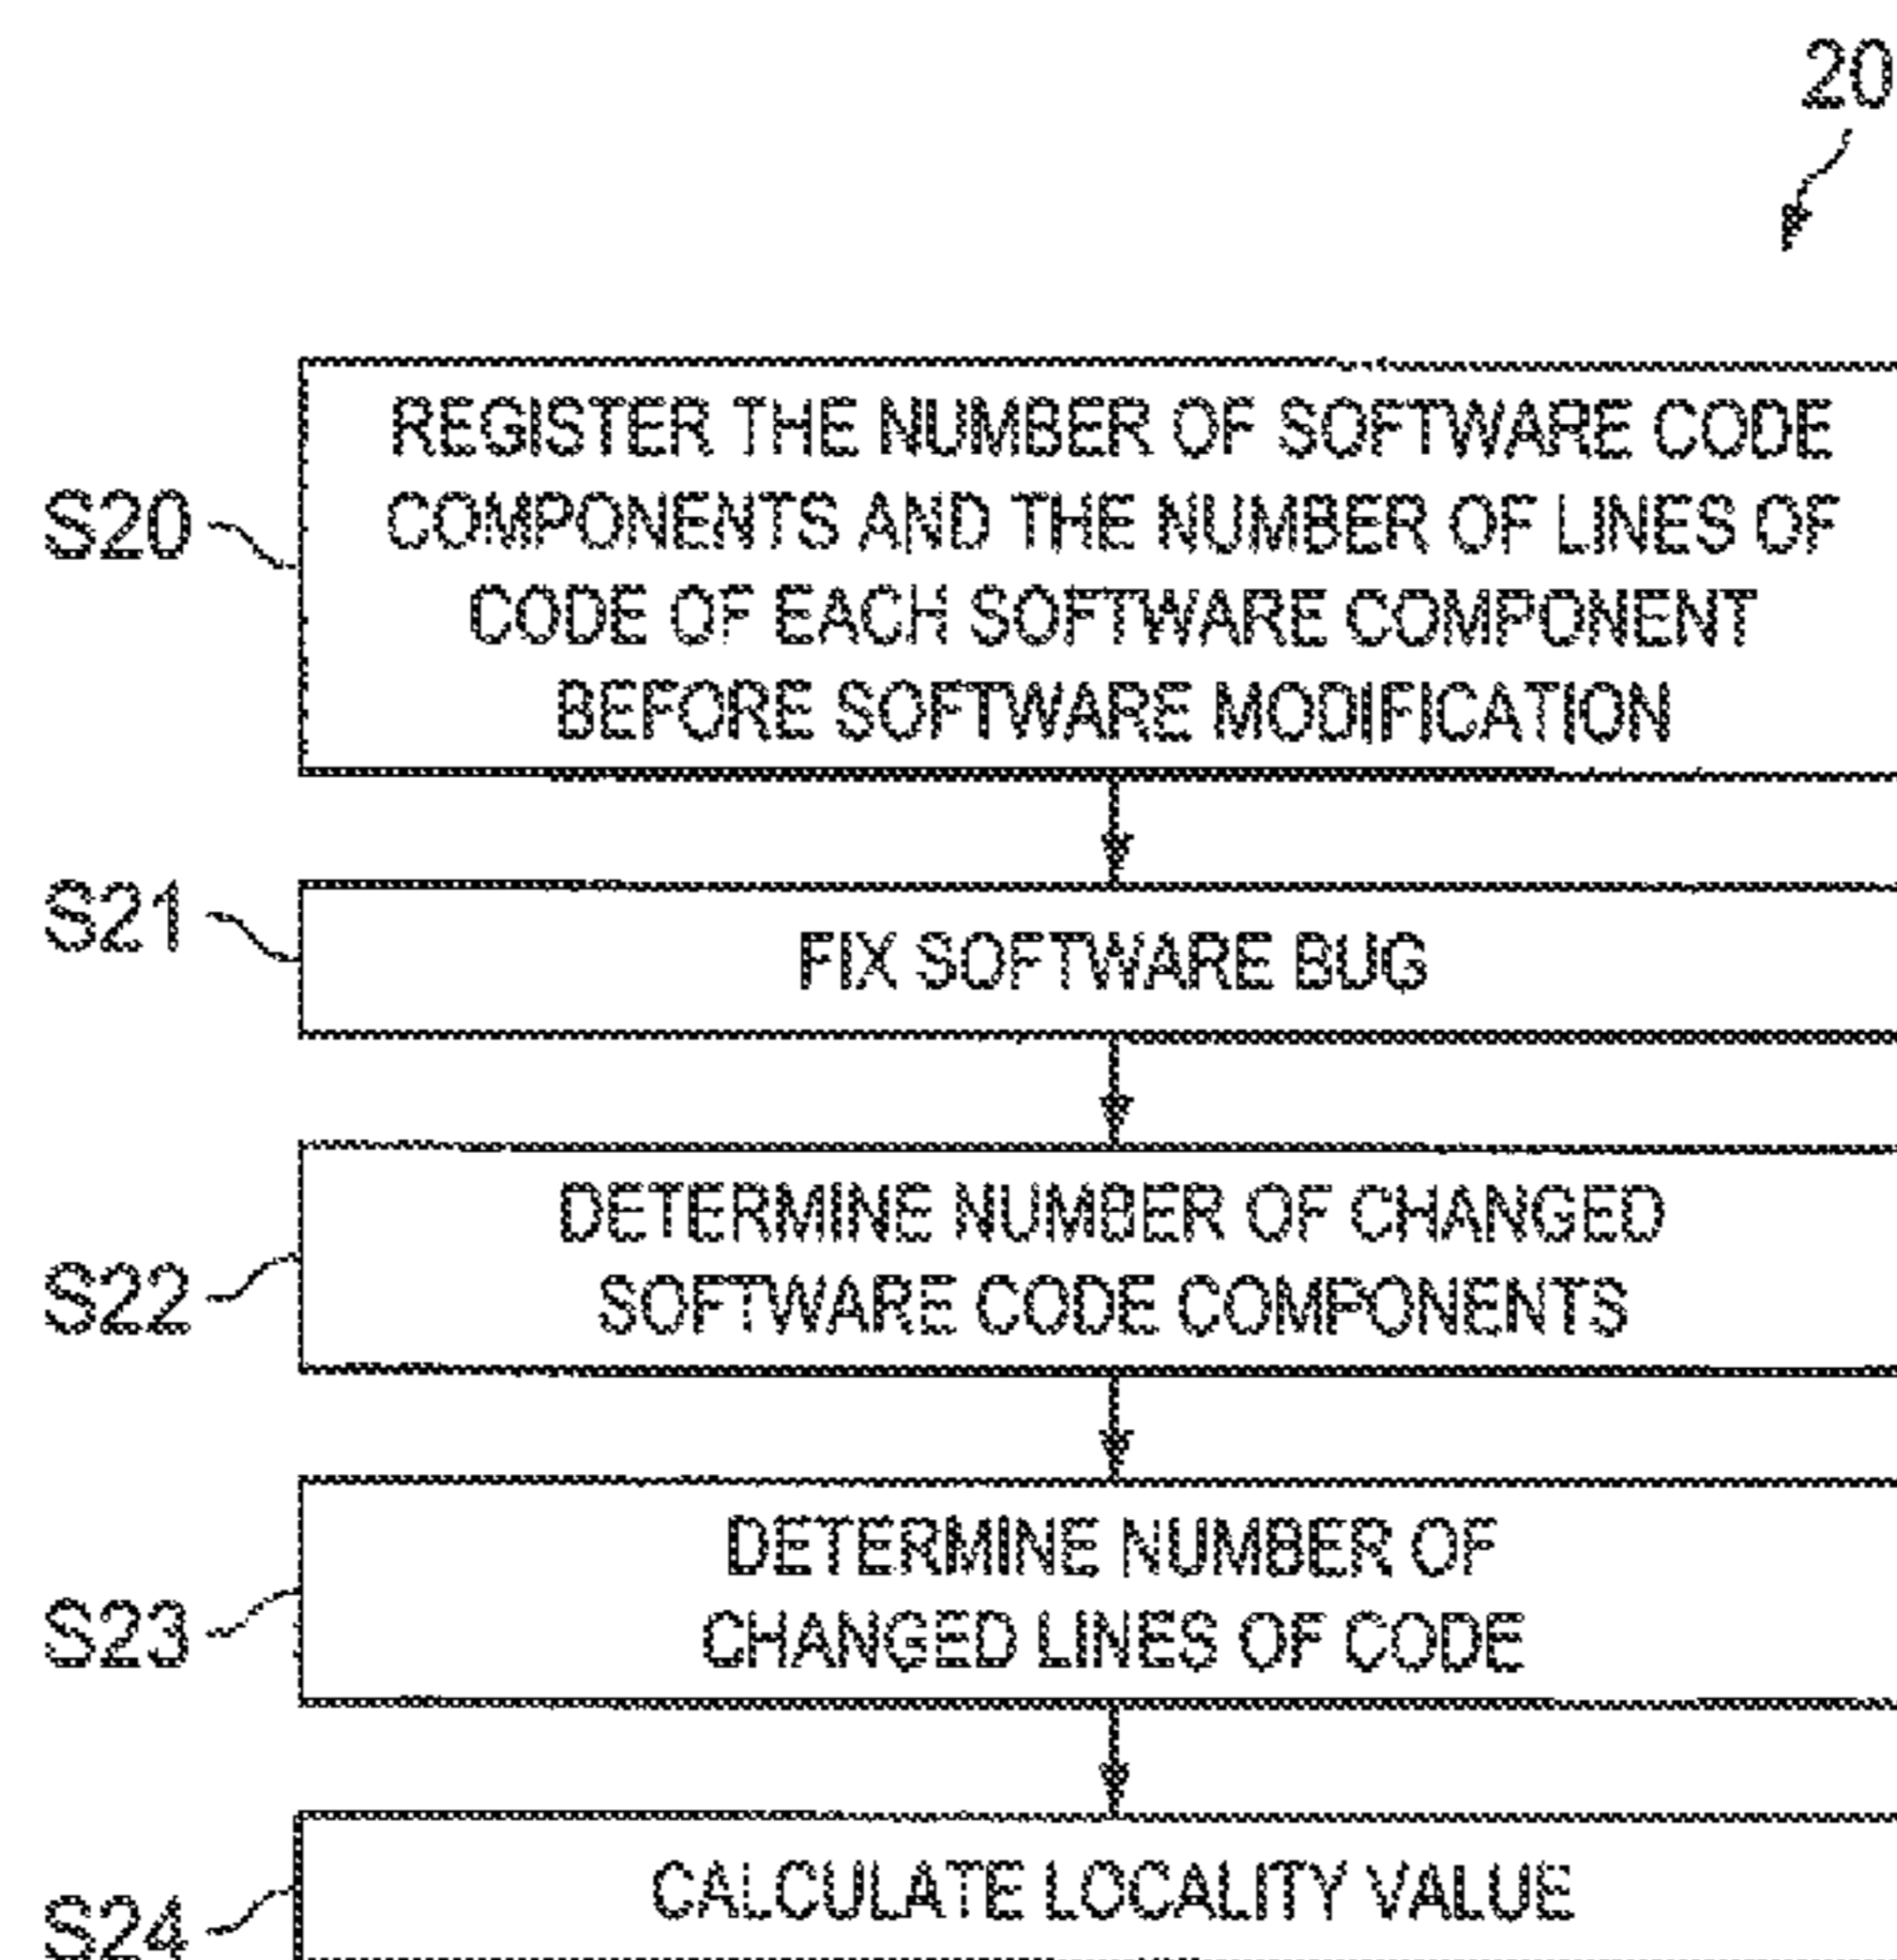 20
REGISTER THE NUMBER OF SOFTWARE CODE
COMPONENTS AND THE NUMBER OF LINES OF
CODE OF EACH SOFTWARE COMPONENT
BEFORE SOFTWARE MODIFICATION
S20
S21
FIX SOFTWARE BUG
DETERMINE NUMBER OF CHANGED
SOFTWARE CODE COMPONENTS
S22
DETERMINE NUMBER OF
CHANGED LINES OF CODE
S23
CALCULATE LOCALITY VALUE
S24